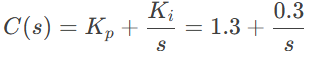 C(s) = K_p + \frac{K_i}{s} = 1.3 + \frac{0.3}{s}